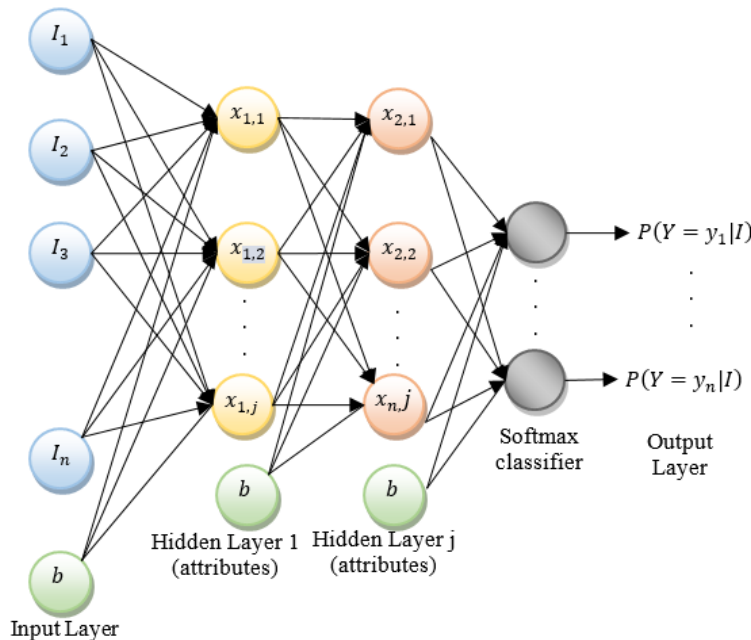 I₁
I₂
I₃
Iₙ
b
Input Layer
x₁,₁
x₁,₂
. . .
x₁,ⱼ
b
Hidden Layer 1
(attributes)
x₂,₁
x₂,₂
. . . .
xₙ,j
b
Hidden Layer j
(attributes)
. . .
Softmax
classifier
P(Y = y₁|I)
. . .
P(Y = yₙ|I)
Output
Layer